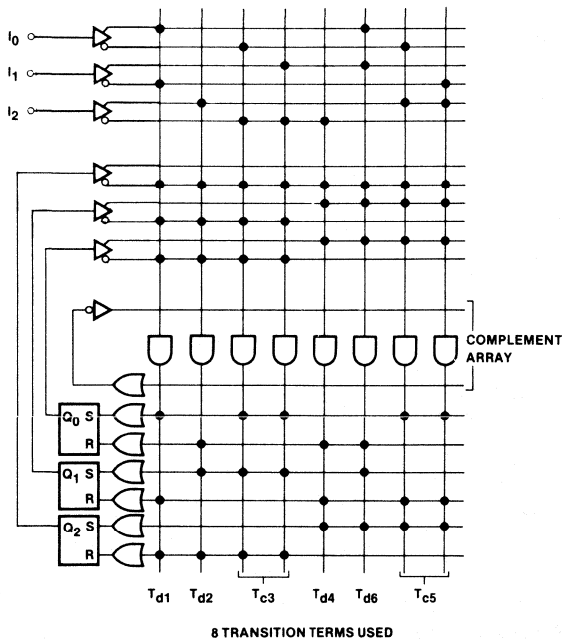 I0
I1
I2
COMPLEMENT
ARRAY
Q0 S
R
Q1 S
R
Q2 S
R
Td1 Td2 Tc3 Td4 Td6 Tc5
8 TRANSITION TERMS USED